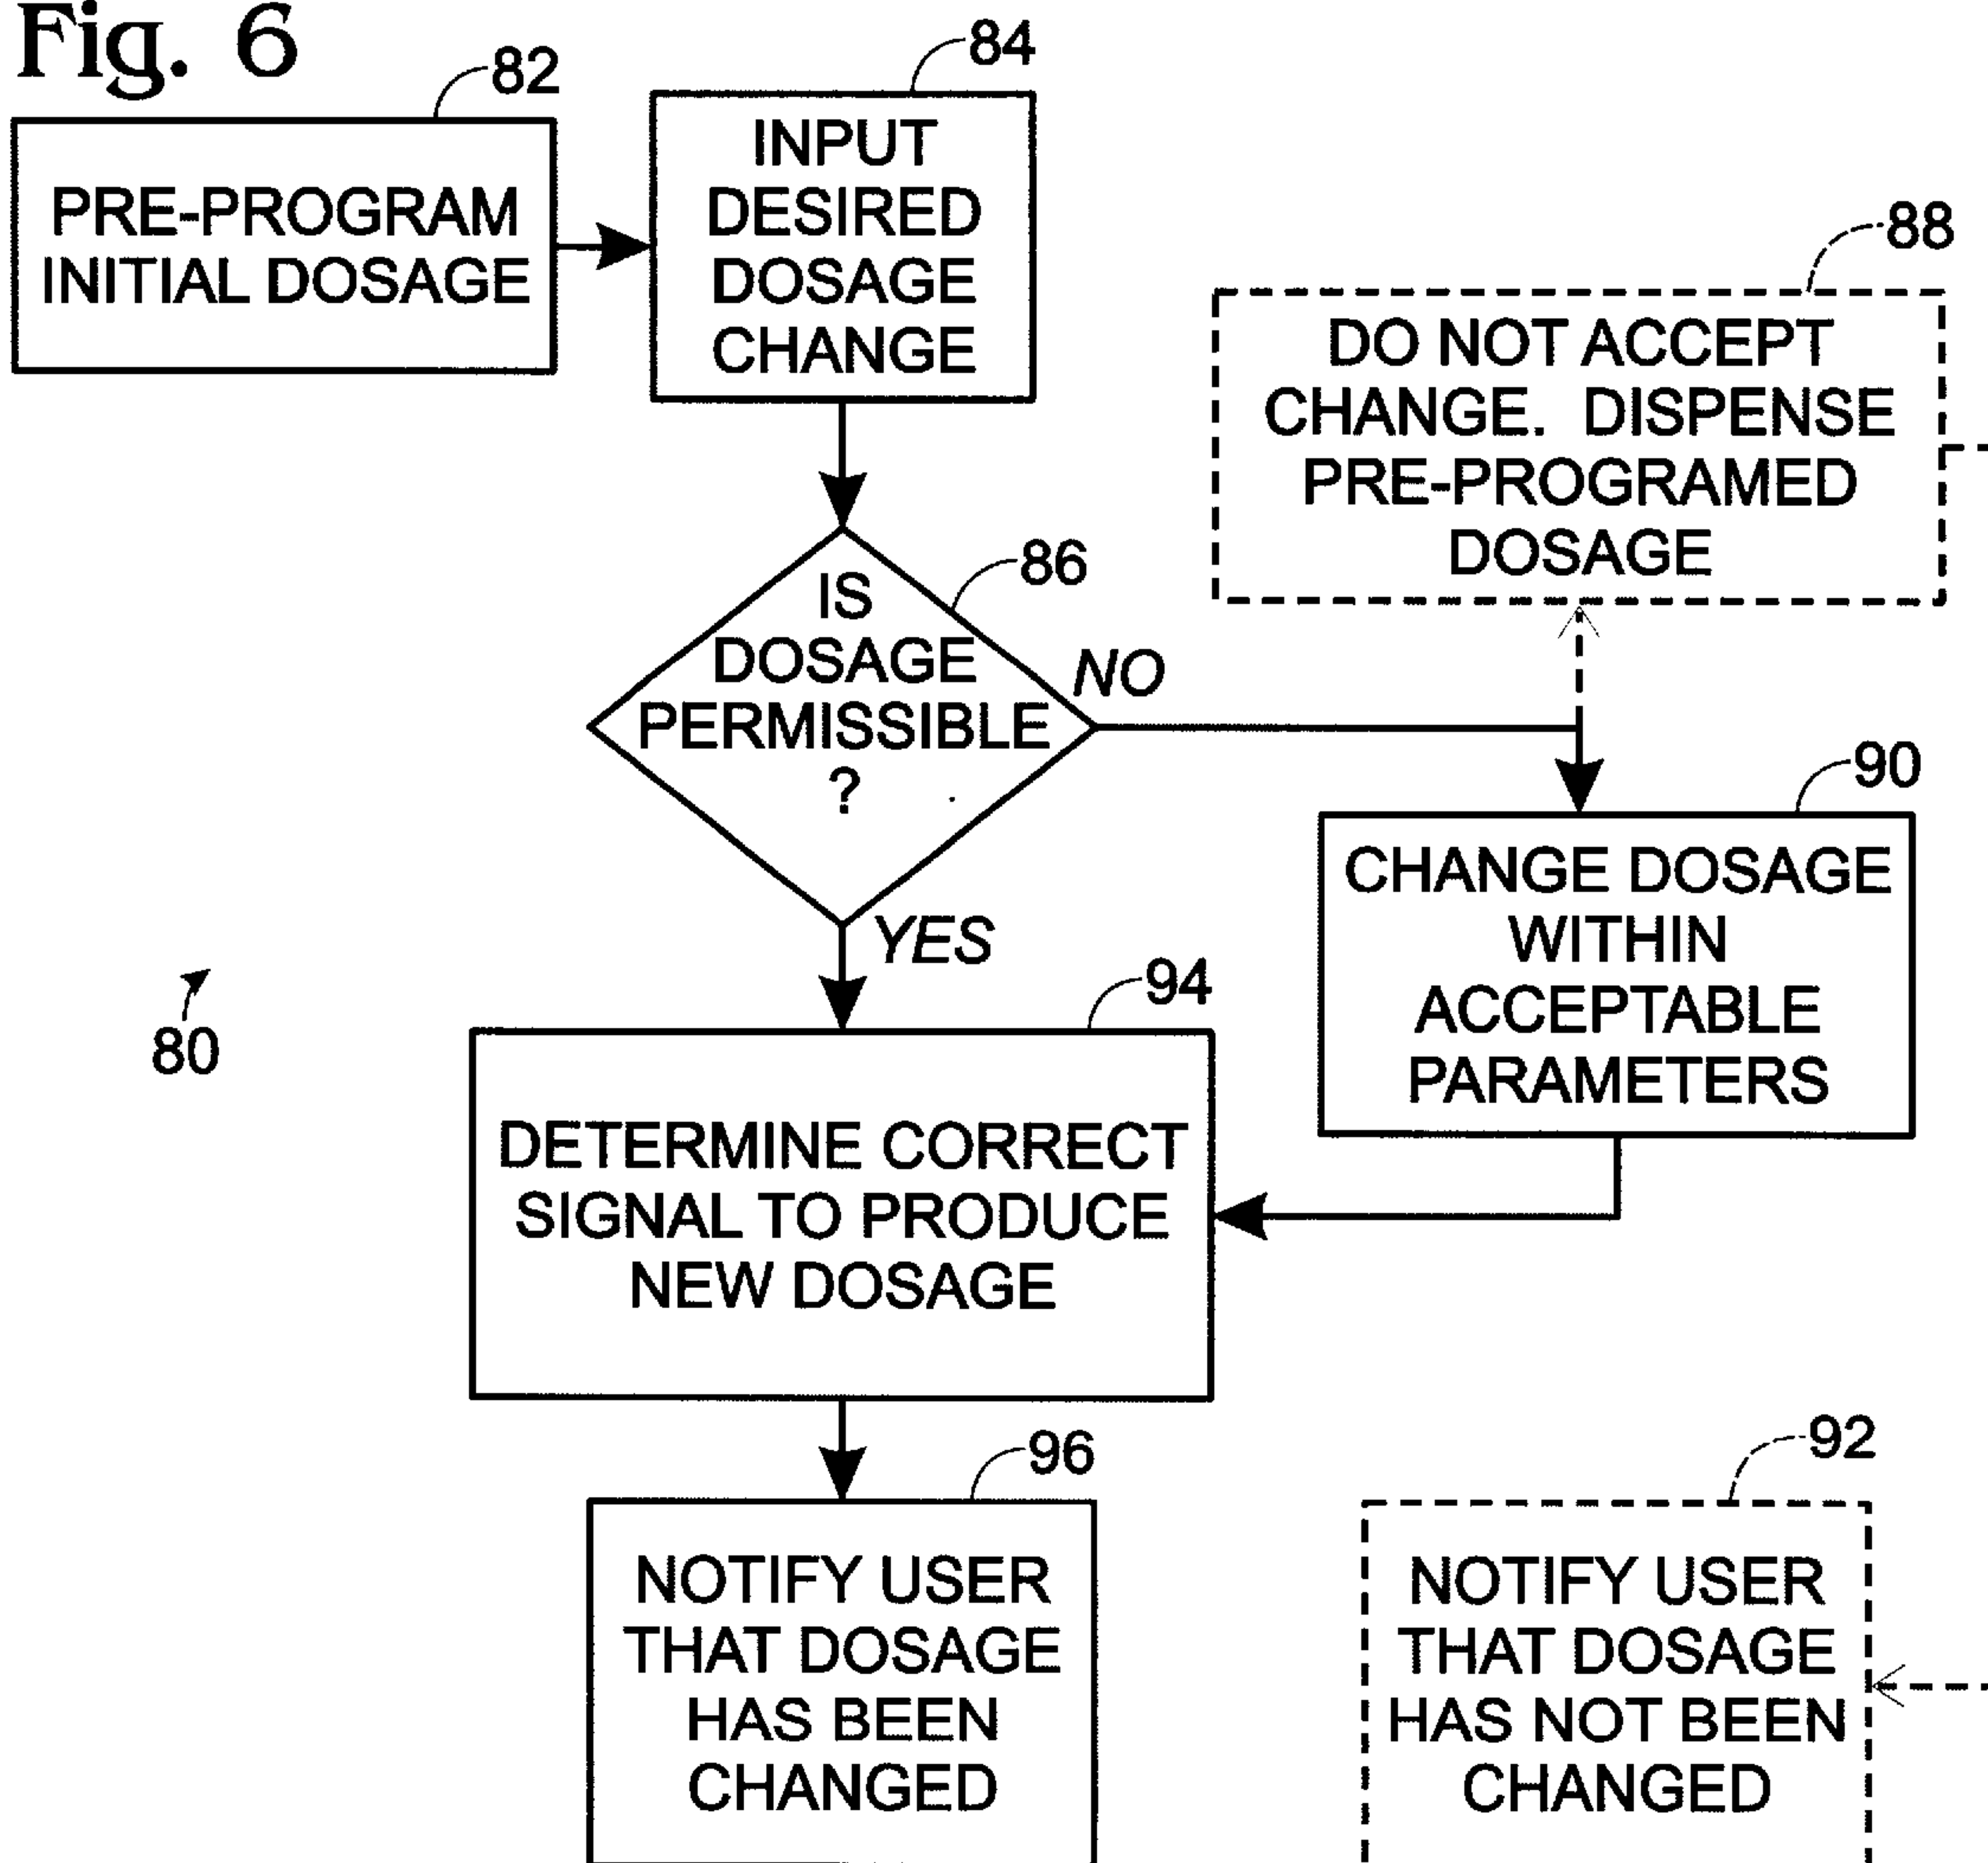 Fig. 6
82
PRE-PROGRAM
INITIAL DOSAGE
84
INPUT
DESIRED
DOSAGE
CHANGE
88
DO NOT ACCEPT
CHANGE. DISPENSE
PRE-PROGRAMED
DOSAGE
86
IS
DOSAGE
PERMISSIBLE
?
NO
YES
90
CHANGE DOSAGE
WITHIN
ACCEPTABLE
PARAMETERS
80
94
DETERMINE CORRECT
SIGNAL TO PRODUCE
NEW DOSAGE
96
NOTIFY USER
THAT DOSAGE
HAS BEEN
CHANGED
92
NOTIFY USER
THAT DOSAGE
HAS NOT BEEN
CHANGED